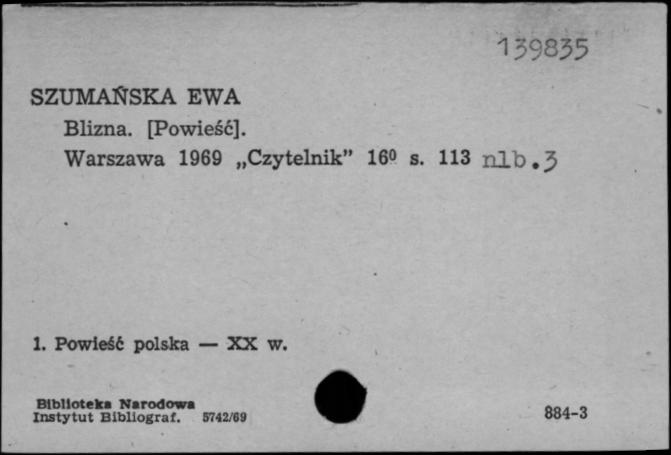 139835
SZUMAŃSKA EWA
Blizna. [Powieść].
Warszawa 1969 „Czytelnik” 16⁰ s. 113 nlb.3
1. Powieść polska — XX w.
Biblioteka Narodowa
Instytut Bibliograf. 5742/69
884-3